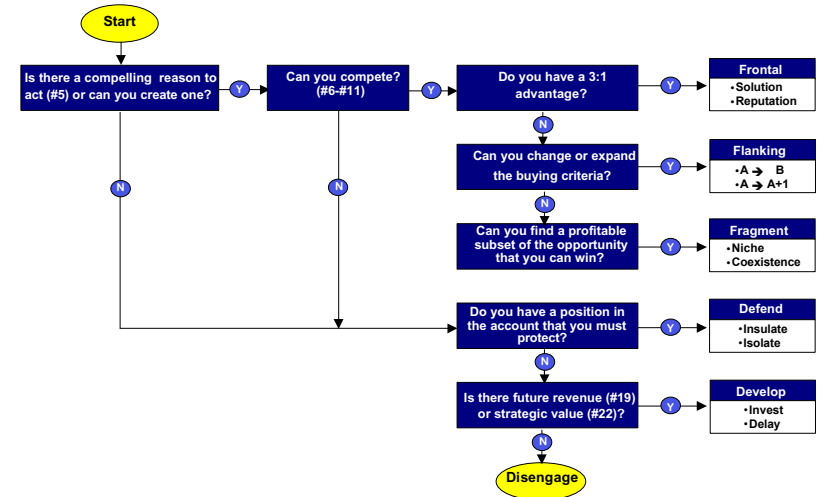 Start
Is there a compelling reason to
act (#5) or can you create one?
Y
Can you compete?
(#6-#11)
Y
Do you have a 3:1
advantage?
Y
Frontal
•Solution
•Reputation
N
Can you change or expand
the buying criteria?
Y
Flanking
•A ➔ B
•A ➔ A+1
N
N
N
Can you find a profitable
subset of the opportunity
that you can win?
Y
Fragment
•Niche
•Coexistence
Do you have a position in
the account that you must
protect?
Y
Defend
•Insulate
•Isolate
N
Is there future revenue (#19)
or strategic value (#22)?
Y
Develop
•Invest
•Delay
N
Disengage